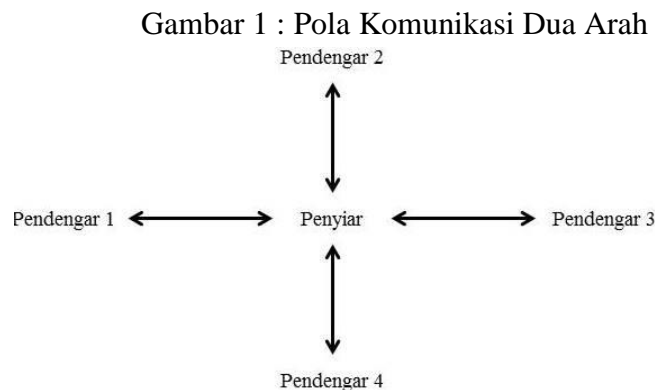 Gambar 1 : Pola Komunikasi Dua Arah
Pendengar 2
Pendengar 1
Penyiar
Pendengar 3
Pendengar 4